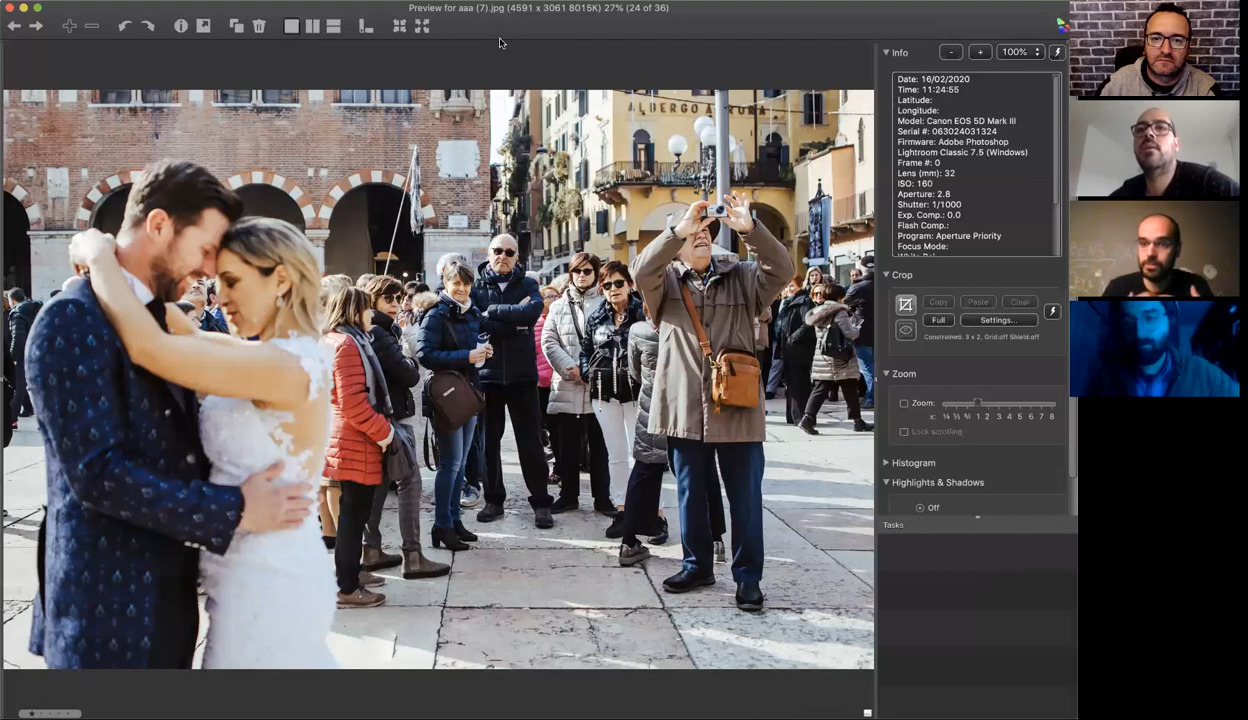 Preview for aaa (7).jpg (4591 x 3061 8015K) 27% (24 of 36)
Info
-
+
100%
Date: 16/02/2020
Time: 11:24:55
Latitude:
Longitude:
Model: Canon EOS 5D Mark III
Serial #: 063024031324
Firmware: Adobe Photoshop
Lightroom Classic 7.5 (Windows)
Frame #: 0
Lens (mm): 32
ISO: 160
Aperture: 2.8
Shutter: 1/1000
Exp. Comp.: 0.0
Flash Comp.:
Program: Aperture Priority
Focus Mode:
White Bal
ALBERGO
Crop
Copy Paste Clear
Full Settings...
Constrained: 3 x 2, Grid:off Shield:off
Zoom
Zoom:
x: ¼ ½ ¾ 1 2 3 4 5 6 7 8
Lock scrolling
Histogram
Highlights & Shadows
Off
Tasks